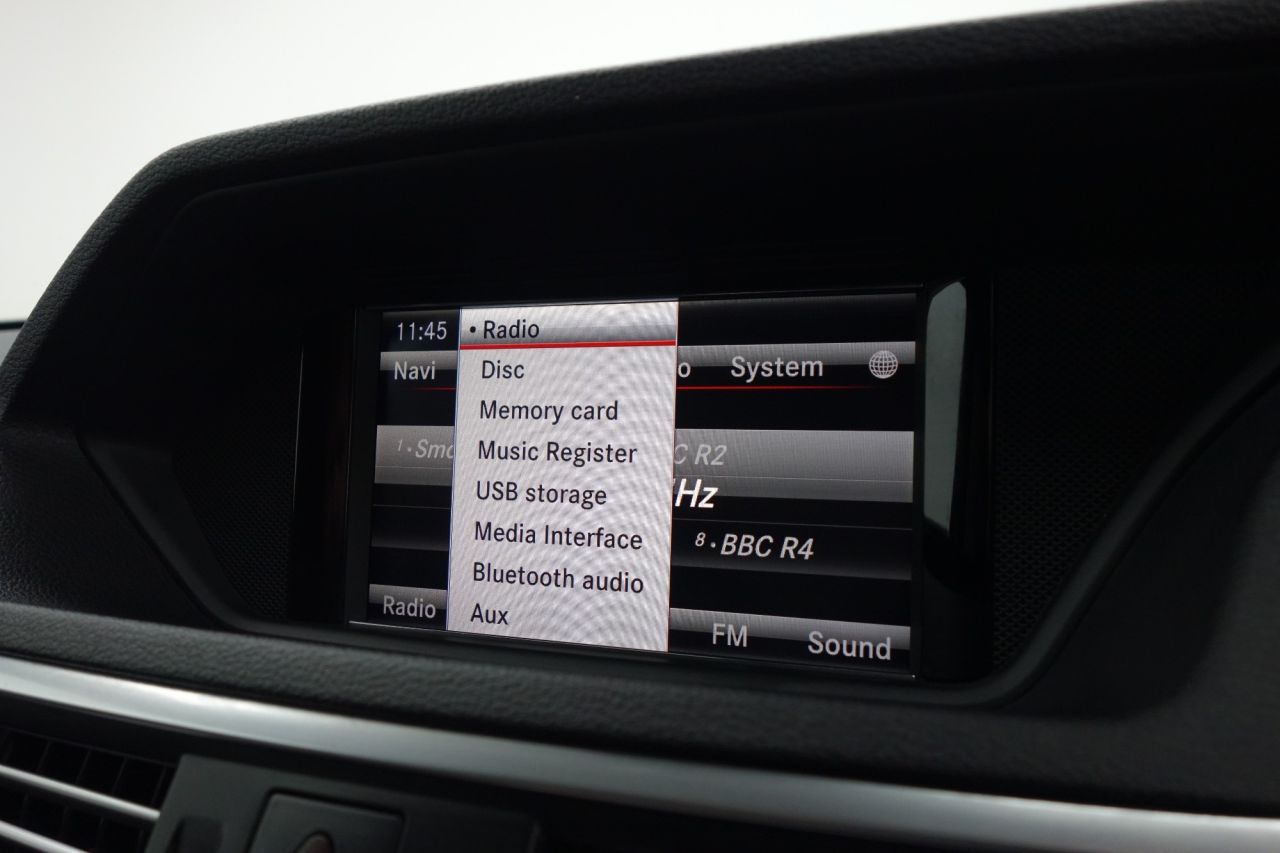 11:45
• Radio
Navi
System
Disc
Memory card
Music Register
USB storage
Media Interface
Bluetooth audio
Aux
R2
Hz
8 • BBC R4
Radio
FM
Sound